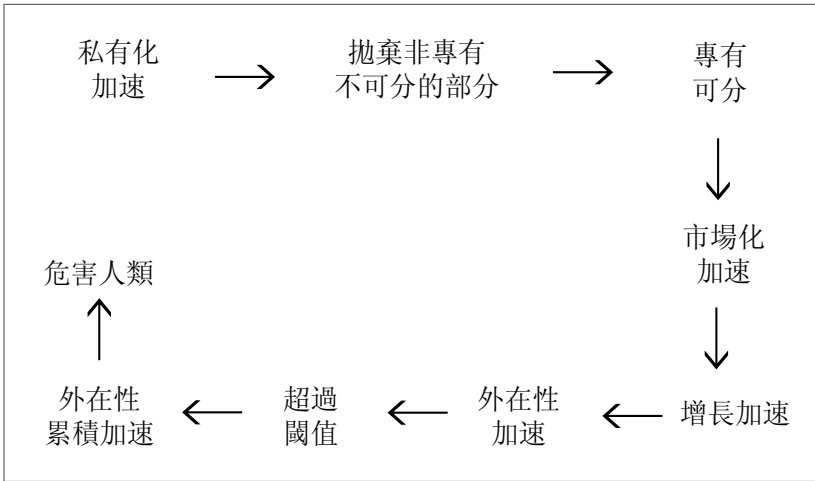 私有化
加速
拋棄非專有
不可分的部分
專有
可分
市場化
加速
增長加速
外在性
加速
超過
閾值
外在性
累積加速
危害人類